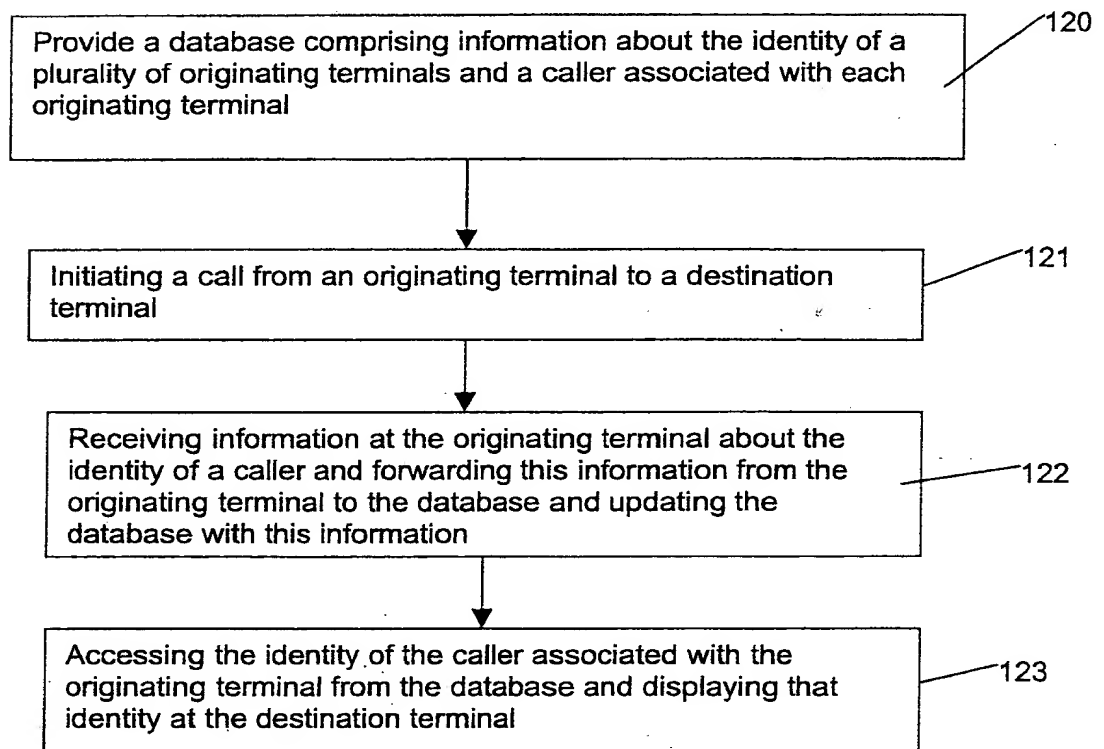 Provide a database comprising information about the identity of a
plurality of originating terminals and a caller associated with each
originating terminal
120
Initiating a call from an originating terminal to a destination
terminal
121
Receiving information at the originating terminal about the
identity of a caller and forwarding this information from the
originating terminal to the database and updating the
database with this information
122
Accessing the identity of the caller associated with the
originating terminal from the database and displaying that
identity at the destination terminal
123